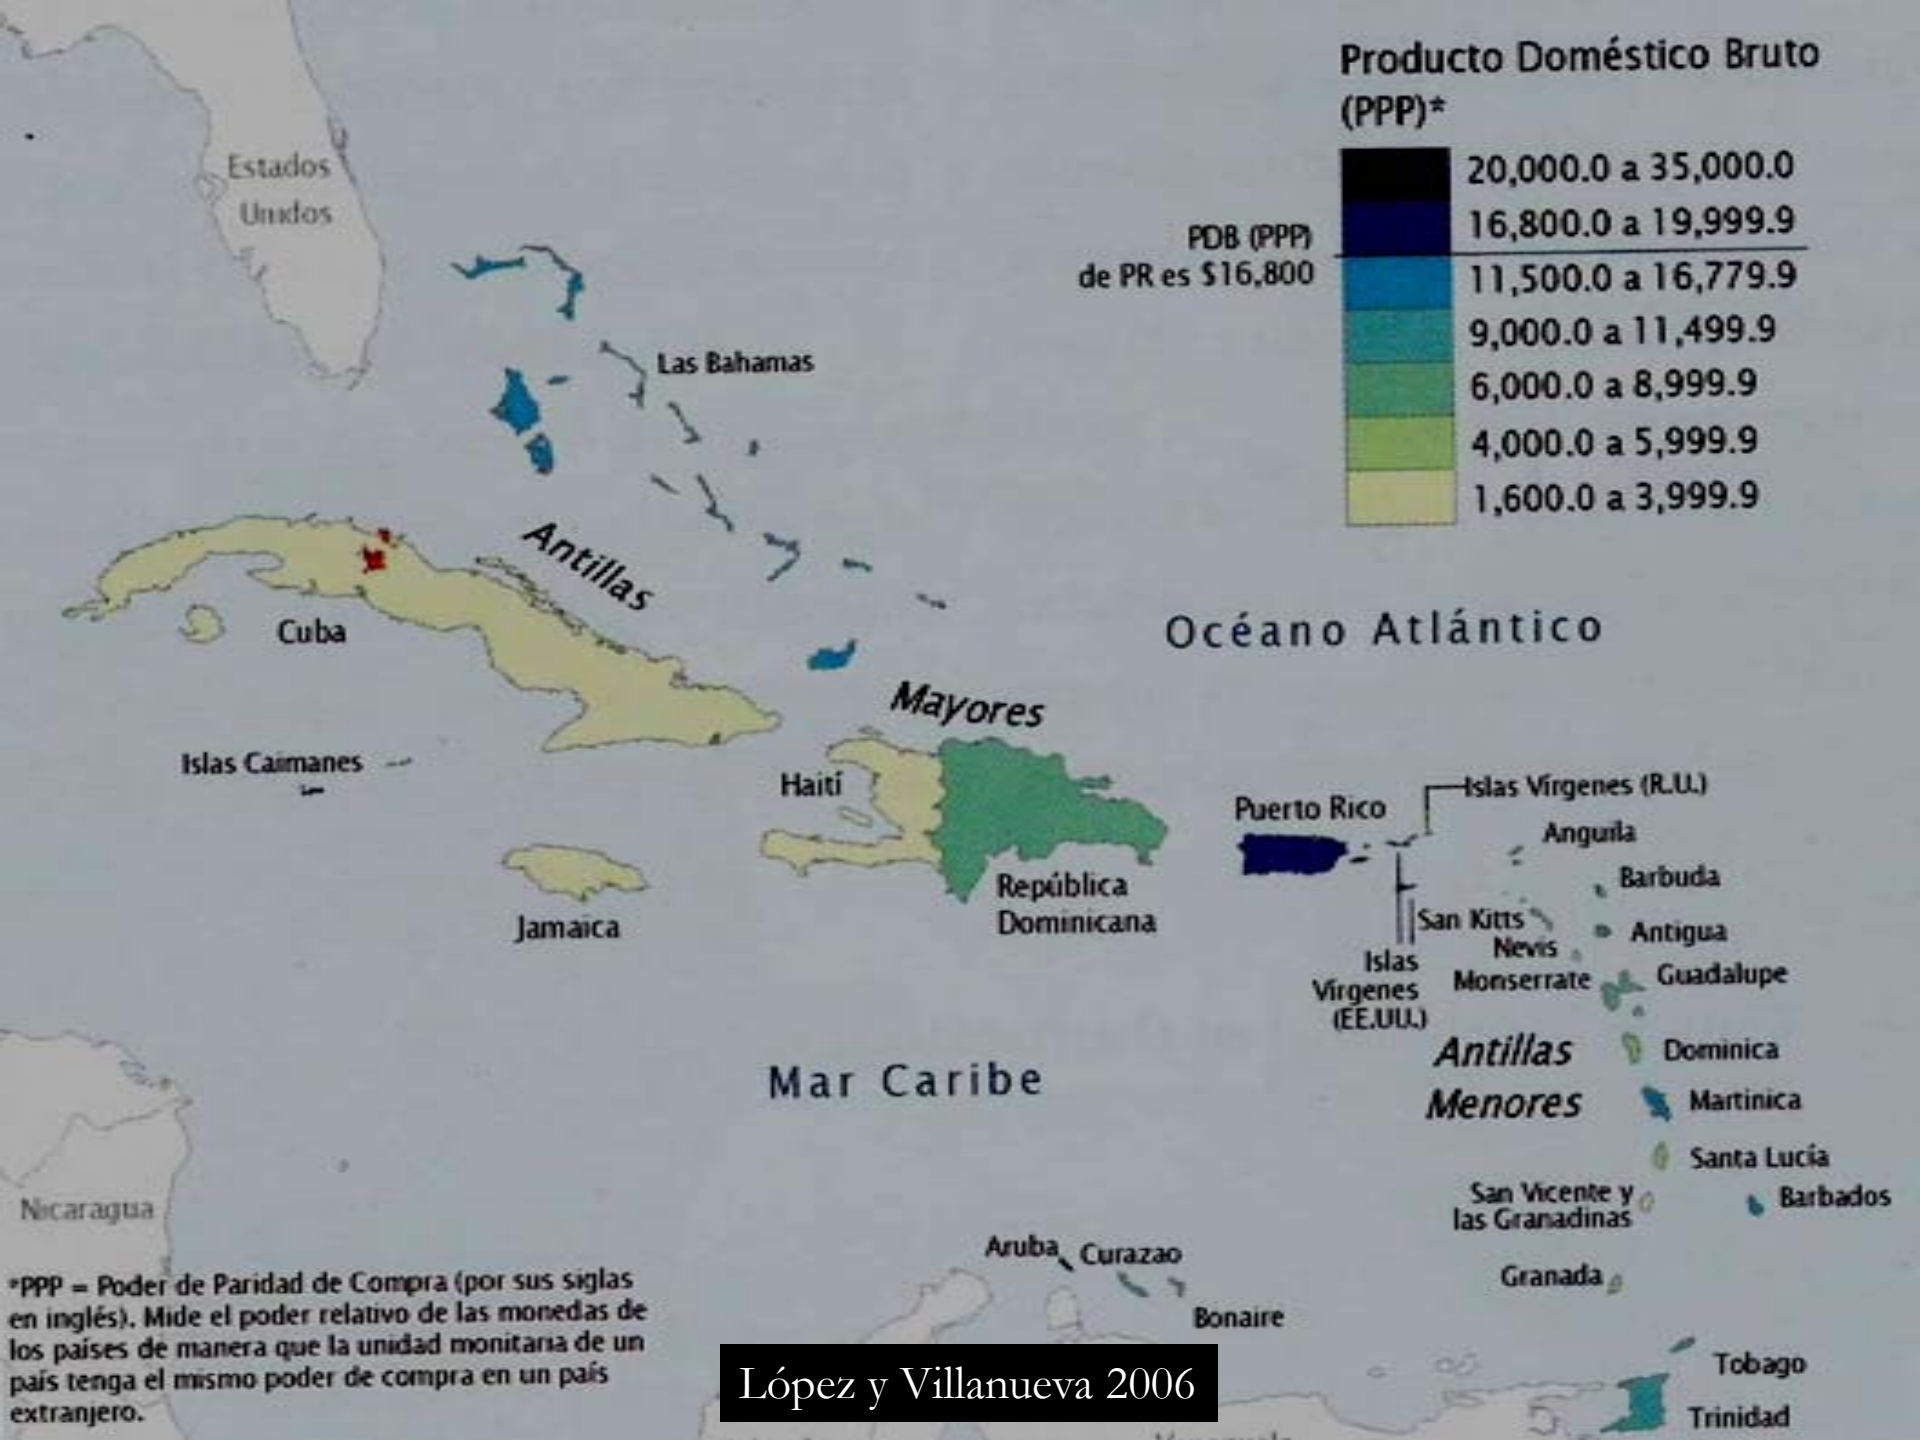 Producto Doméstico Bruto
(PPP)*
20,000.0 a 35,000.0
16,800.0 a 19,999.9
11,500.0 a 16,779.9
9,000.0 a 11,499.9
6,000.0 a 8,999.9
4,000.0 a 5,999.9
1,600.0 a 3,999.9
PDB (PPP)
de PR es $16,800
Estados
Unidos
Las Bahamas
Antillas
Mayores
Cuba
Océano Atlántico
Islas Caimanes
Haití
Jamaica
República
Dominicana
Puerto Rico
Islas Vírgenes (R.U.)
Anguila
Barbuda
San Kitts
Nevis
Antigua
Islas
Vírgenes
(EE.UU.)
Monserrate
Guadalupe
Antillas
Menores
Dominica
Mar Caribe
Martinica
Santa Lucía
San Vicente y
las Granadinas
Barbados
Nicaragua
Aruba
Curazao
Bonaire
Granada
Tobago
Trinidad
*PPP = Poder de Paridad de Compra (por sus siglas
en inglés). Mide el poder relativo de las monedas de
los países de manera que la unidad monitaria de un
país tenga el mismo poder de compra en un país
extranjero.
López y Villanueva 2006